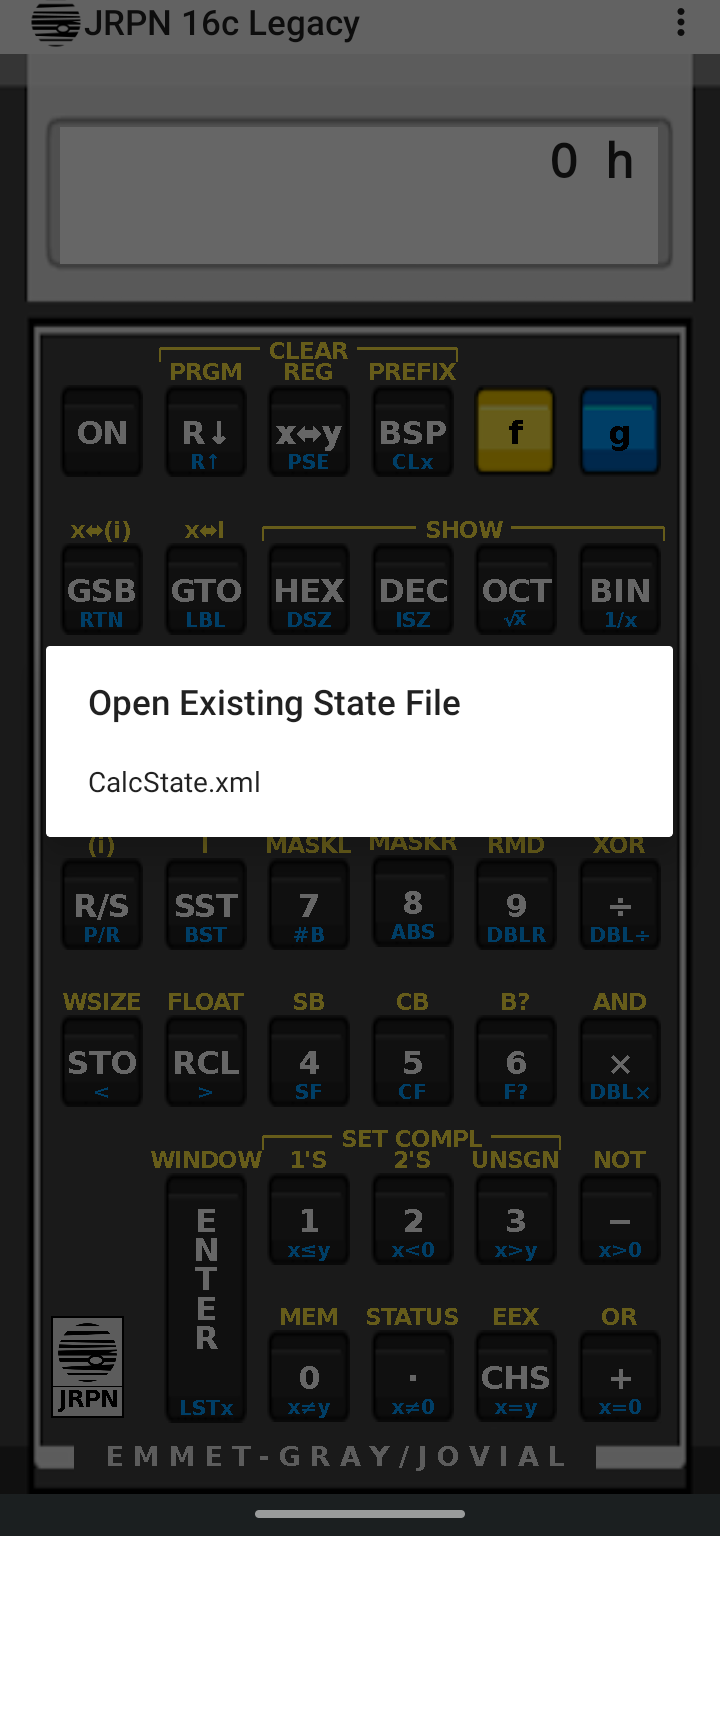 JRPN 16c Legacy
0 h
CLEAR
PRGM REG PREFIX
ON R↓ x⬌y BSP f g
R↑ PSE CLx
x⬌(i) x⬌I SHOW
GSB GTO HEX DEC OCT BIN
RTN LBL DSZ ISZ √x̅ 1/x
Open Existing State File
CalcState.xml
(i) I MASKL MASKR RMD XOR
R/S SST 7 8 9 ÷
P/R BST #B ABS DBLR DBL÷
WSIZE FLOAT SB CB B? AND
STO RCL 4 5 6 ×
< > SF CF F? DBL×
SET COMPL
WINDOW 1'S 2'S UNSGN NOT
ENTER 1 2 3 −
x≤y x<0 x>y x>0
MEM STATUS EEX OR
0 · CHS +
LSTx x≠y x≠0 x=y x=0
JRPN
EMMET-GRAY/JOVIAL